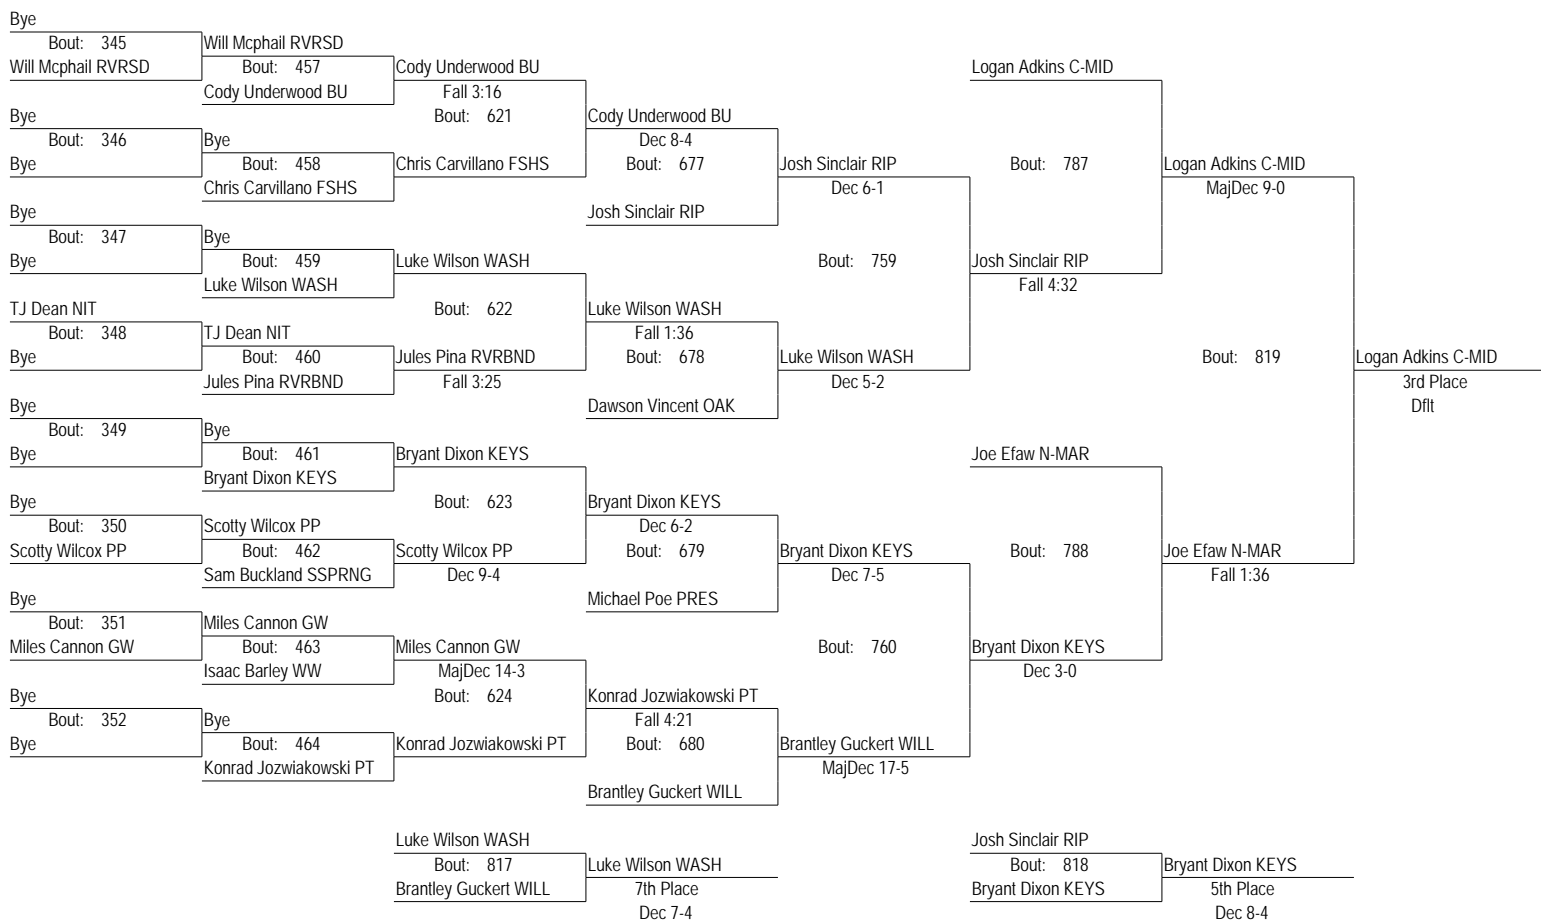 Bye
Bout: 345
Will Mcphail RVRSD
Bye
Bout: 346
Bye
Bye
Bout: 347
Bye
TJ Dean NIT
Bout: 348
Bye
Bye
Bout: 349
Bye
Bye
Bout: 350
Scotty Wilcox PP
Bye
Bout: 351
Miles Cannon GW
Bye
Bout: 352
Bye
Will Mcphail RVRSD
Bout: 457
Cody Underwood BU
Bye
Bout: 458
Chris Carvillano FSHS
Bye
Bout: 459
Luke Wilson WASH
TJ Dean NIT
Bout: 460
Jules Pina RVRBND
Bye
Bout: 461
Bryant Dixon KEYS
Scotty Wilcox PP
Bout: 462
Sam Buckland SSPRNG
Miles Cannon GW
Bout: 463
Isaac Barley WW
Bye
Bout: 464
Konrad Jozwiakowski PT
Cody Underwood BU
Fall 3:16
Bout: 621
Chris Carvillano FSHS
Luke Wilson WASH
Bout: 622
Jules Pina RVRBND
Fall 3:25
Bryant Dixon KEYS
Bout: 623
Scotty Wilcox PP
Dec 9-4
Miles Cannon GW
MajDec 14-3
Bout: 624
Konrad Jozwiakowski PT
Cody Underwood BU
Dec 8-4
Bout: 677
Josh Sinclair RIP
Luke Wilson WASH
Fall 1:36
Bout: 678
Dawson Vincent OAK
Bryant Dixon KEYS
Dec 6-2
Bout: 679
Michael Poe PRES
Konrad Jozwiakowski PT
Fall 4:21
Bout: 680
Brantley Guckert WILL
Josh Sinclair RIP
Dec 6-1
Bout: 759
Luke Wilson WASH
Dec 5-2
Bryant Dixon KEYS
Dec 7-5
Bout: 760
Brantley Guckert WILL
MajDec 17-5
Logan Adkins C-MID
Bout: 787
Josh Sinclair RIP
Fall 4:32
Joe Efaw N-MAR
Bout: 788
Bryant Dixon KEYS
Dec 3-0
Logan Adkins C-MID
MajDec 9-0
Bout: 819
Joe Efaw N-MAR
Fall 1:36
Logan Adkins C-MID
3rd Place
Dflt
Luke Wilson WASH
Bout: 817
Brantley Guckert WILL
Luke Wilson WASH
7th Place
Dec 7-4
Josh Sinclair RIP
Bout: 818
Bryant Dixon KEYS
Bryant Dixon KEYS
5th Place
Dec 8-4